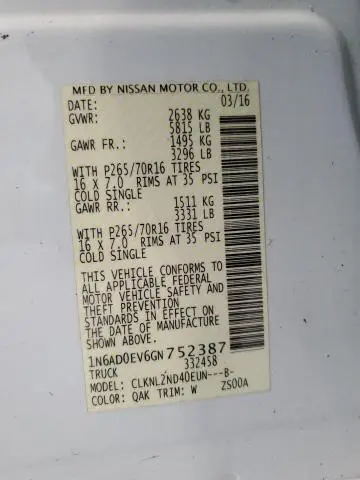 MFD BY NISSAN MOTOR CO., LTD.
DATE: 03/16
GVWR: 2638 KG
5815 LB
GAWR FR.: 1495 KG
3296 LB
WITH P265/70R16 TIRES
16 X 7.0 RIMS AT 35 PSI
COLD SINGLE
GAWR RR.: 1511 KG
3331 LB
WITH P265/70R16 TIRES
16 X 7.0 RIMS AT 35 PSI
COLD SINGLE
THIS VEHICLE CONFORMS TO
ALL APPLICABLE FEDERAL
MOTOR VEHICLE SAFETY AND
THEFT PREVENTION
STANDARDS IN EFFECT ON
THE DATE OF MANUFACTURE
SHOWN ABOVE.
1N6AD0EV6GN752387
TRUCK 332458
MODEL: CLKNL2ND40EUN---B-
COLOR: QAK TRIM: W ZS00A